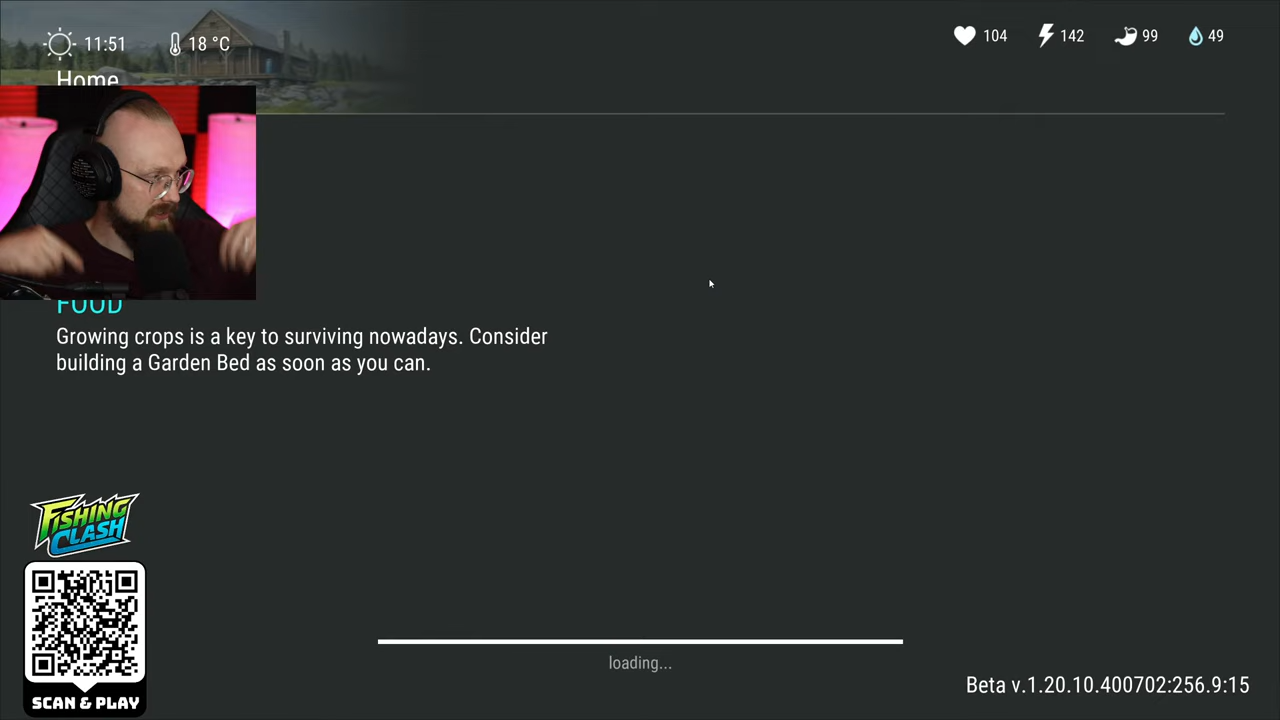 11:51
18 °C
104
142
99
49
Home
FOOD
Growing crops is a key to surviving nowadays. Consider
building a Garden Bed as soon as you can.
FISHING
CLASH
SCAN & PLAY
loading...
Beta v.1.20.10.400702:256.9:15